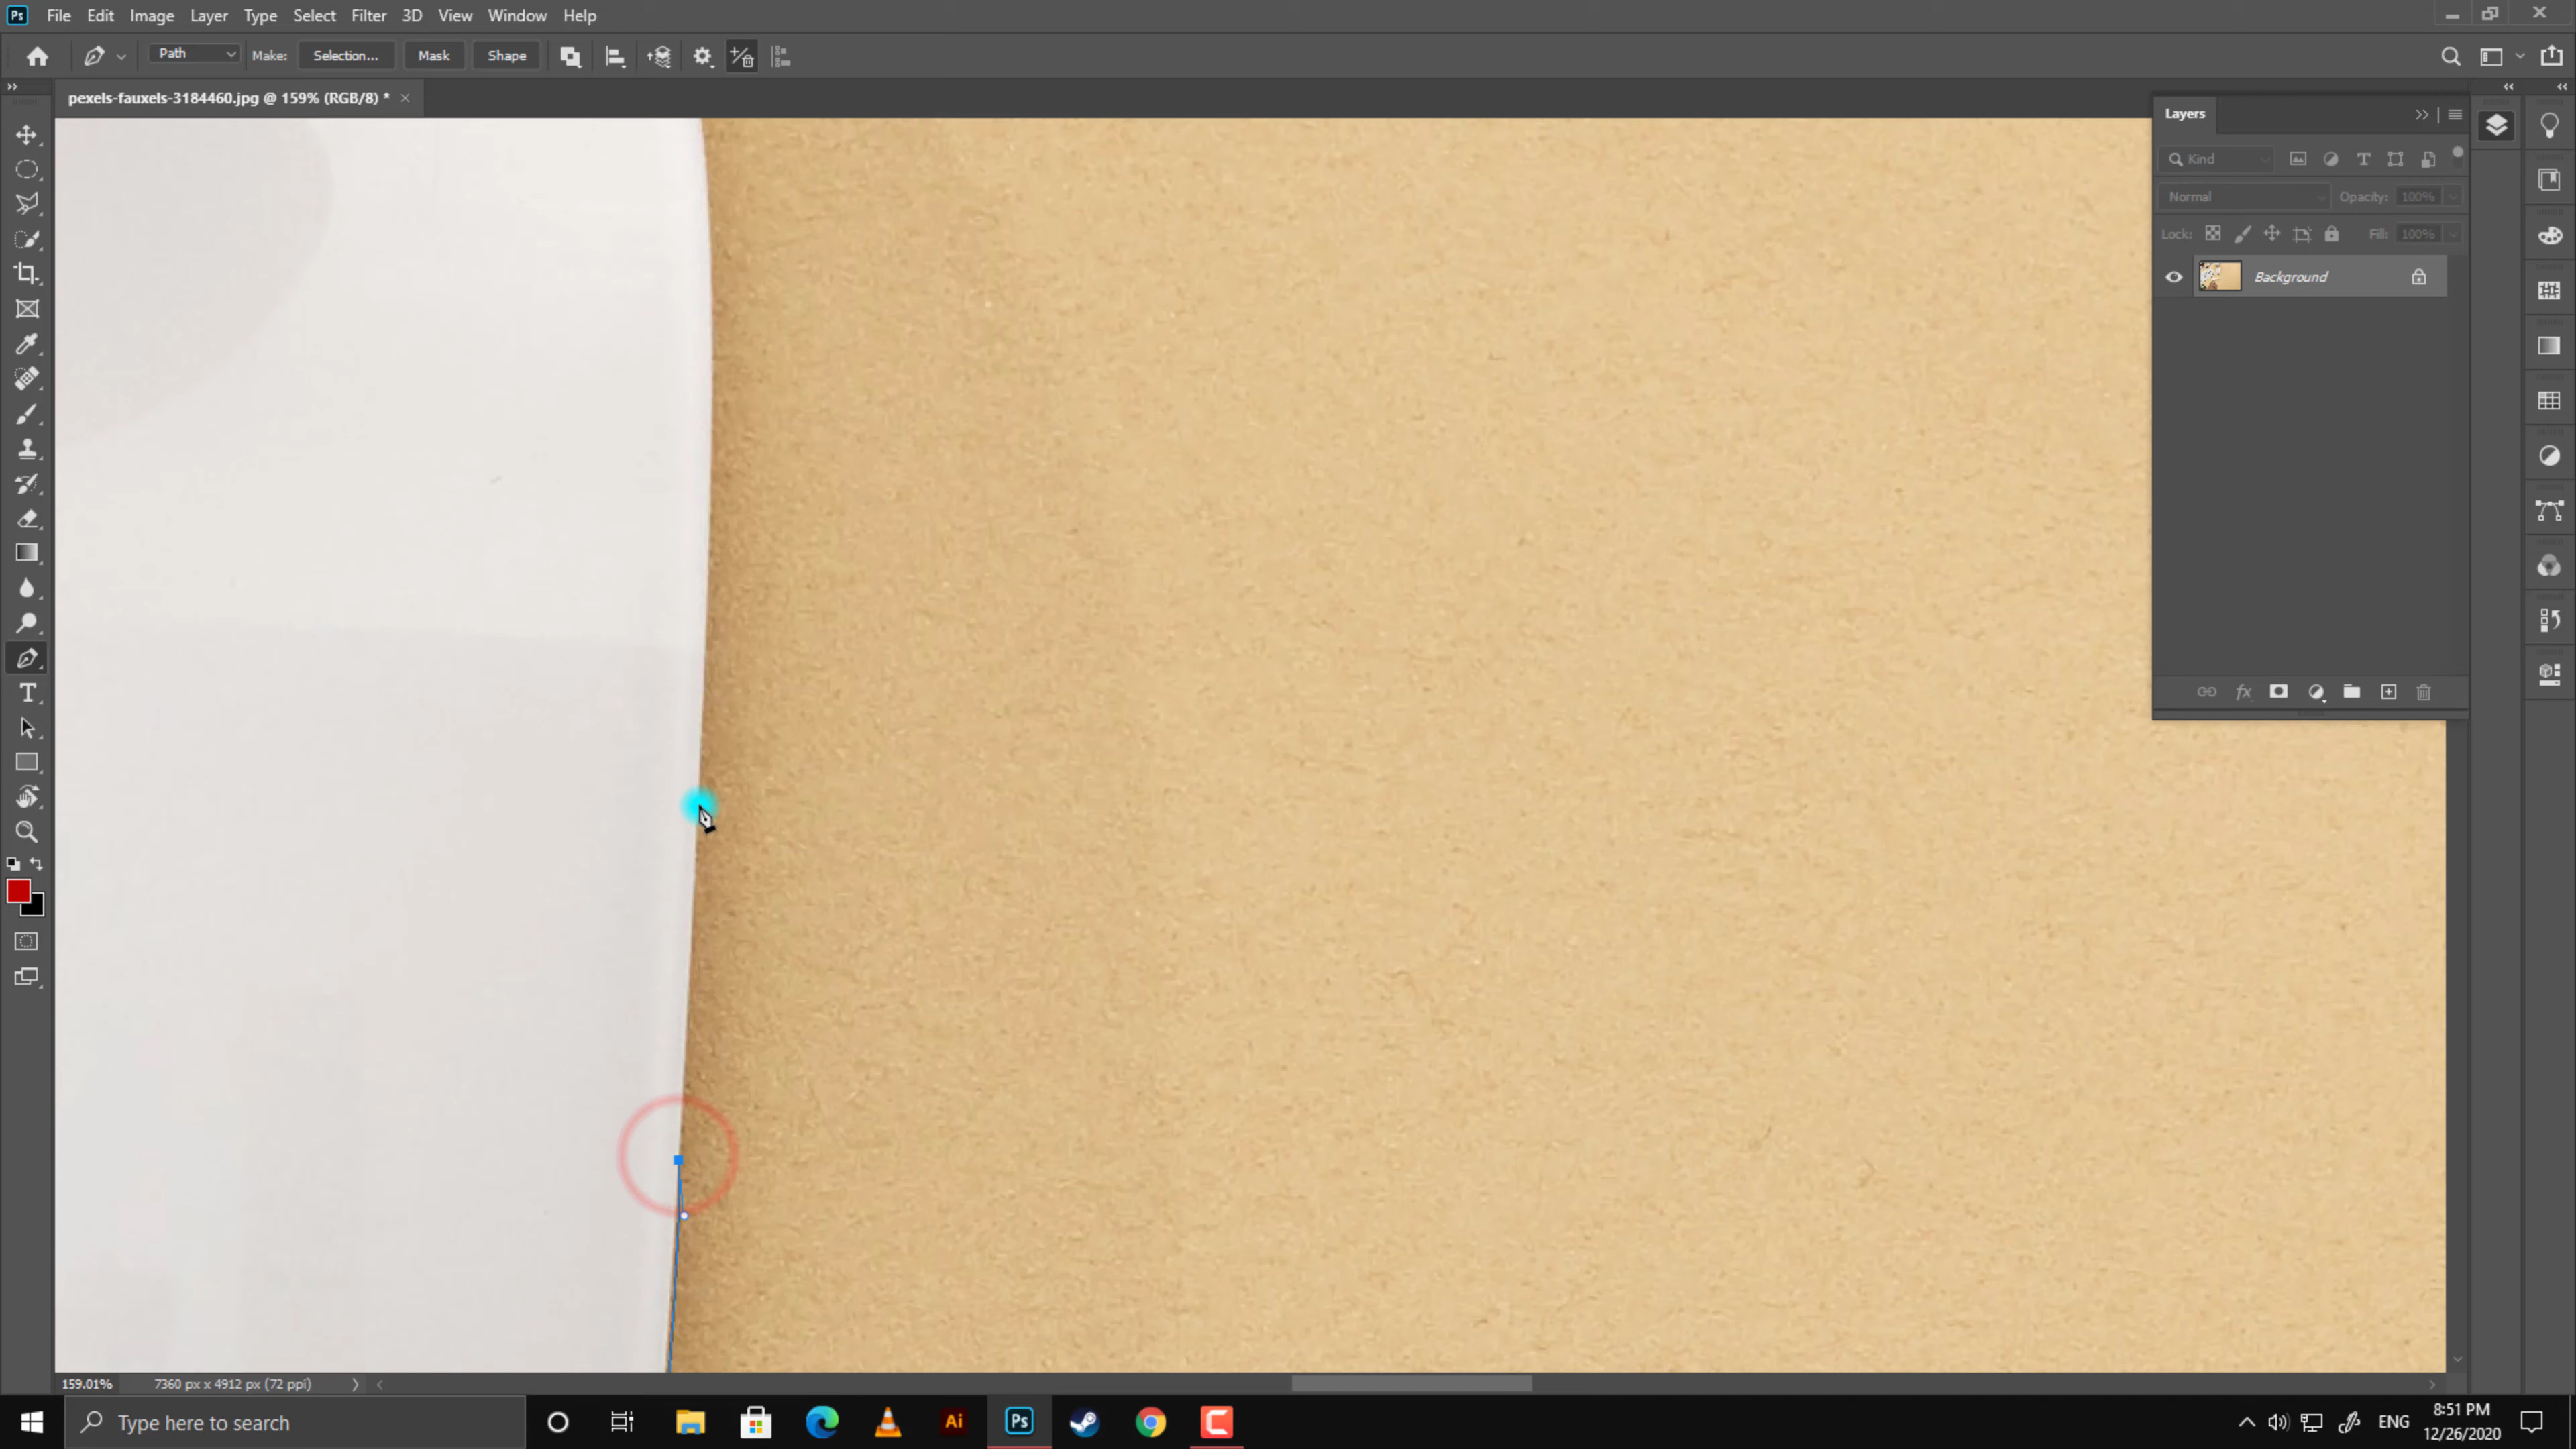 Ps File Edit Image Layer Type Select Filter 3D View Window Help
Path Make: Selection... Mask Shape
pexels-fauxels-3184460.jpg @ 159% (RGB/8) * ×
Layers
Kind
Normal Opacity: 100%
Lock: Fill: 100%
Background
159.01% 7360 px x 4912 px (72 ppi)
Type here to search Ai Ps ENG 8:51 PM
12/26/2020